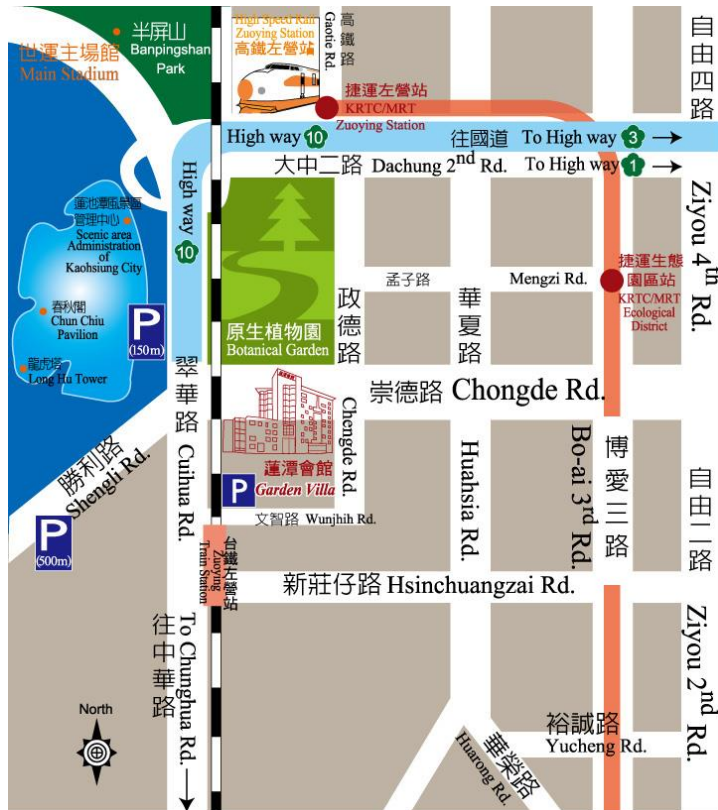 半屏山
Banpingshan
Park
世運主場館
Main Stadium
High Speed Rail
Zuoying Station
高鐵左營站
Gaotie Rd.
高鐵路
自由四路
捷運左營站
KRTC/MRT
Zuoying Station
High way 10
往國道 To High way 3
大中二路 Dachung 2nd Rd. To High way 1
High way 10
Ziyou 4th Rd.
蓮池潭風景區
管理中心
Scenic area
Administration
of
Kaohsiung City
春秋閣
Chun Chiu
Pavilion
龍虎塔
Long Hu Tower
P
(150m)
原生植物園
Botanical Garden
政德路
孟子路 Mengzi Rd.
華夏路
捷運生態
園區站
KRTC/MRT
Ecological
District
翠華路 Cuihua Rd.
崇德路 Chongde Rd.
Chengde Rd.
蓮潭會館
Garden Villa
P
文智路 Wunjhih Rd.
Huahsia Rd.
Bo-ai 3rd Rd.
博愛三路
自由二路
勝利路
Shengli Rd.
P
(500m)
台鐵左營站
Zuoying
Train Station
新莊仔路 Hsinchuangzai Rd.
Ziyou 2nd Rd.
往中華路
To Chunghua Rd.
North
裕誠路
Yucheng Rd.
華榮路
Huarong Rd.